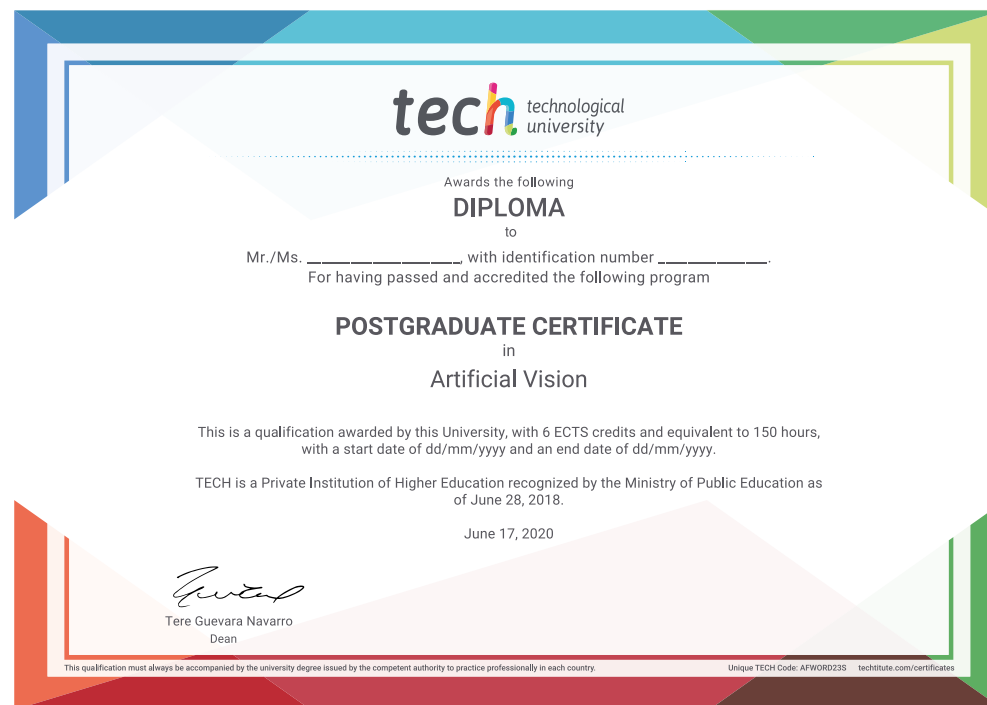 tech technological
university
Awards the following
DIPLOMA
to
Mr./Ms. ____________________, with identification number ______________.
For having passed and accredited the following program
POSTGRADUATE CERTIFICATE
in
Artificial Vision
This is a qualification awarded by this University, with 6 ECTS credits and equivalent to 150 hours,
with a start date of dd/mm/yyyy and an end date of dd/mm/yyyy.
TECH is a Private Institution of Higher Education recognized by the Ministry of Public Education as
of June 28, 2018.
June 17, 2020
Tere Guevara Navarro
Dean
This qualification must always be accompanied by the university degree issued by the competent authority to practice professionally in each country.
Unique TECH Code: AFWORD23S techtitute.com/certificates